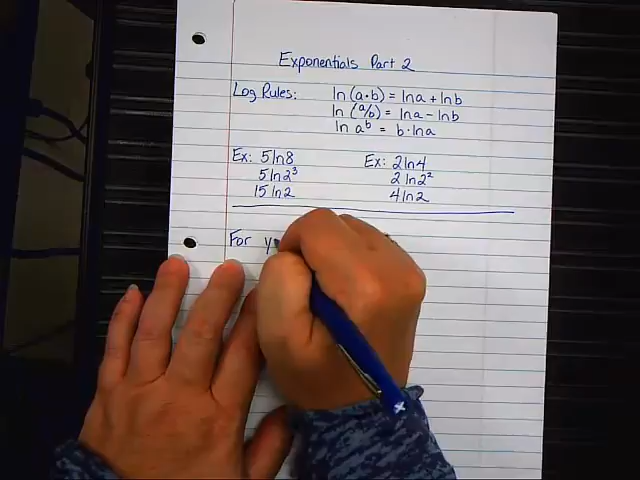 Exponentials Part 2
Log Rules: ln (a·b) = lna + lnb
ln (a/b) = lna - lnb
ln a^b = b·lna
Ex: 5ln8 Ex: 2ln4
5ln2³ 2ln2²
15ln2 4ln2
For y